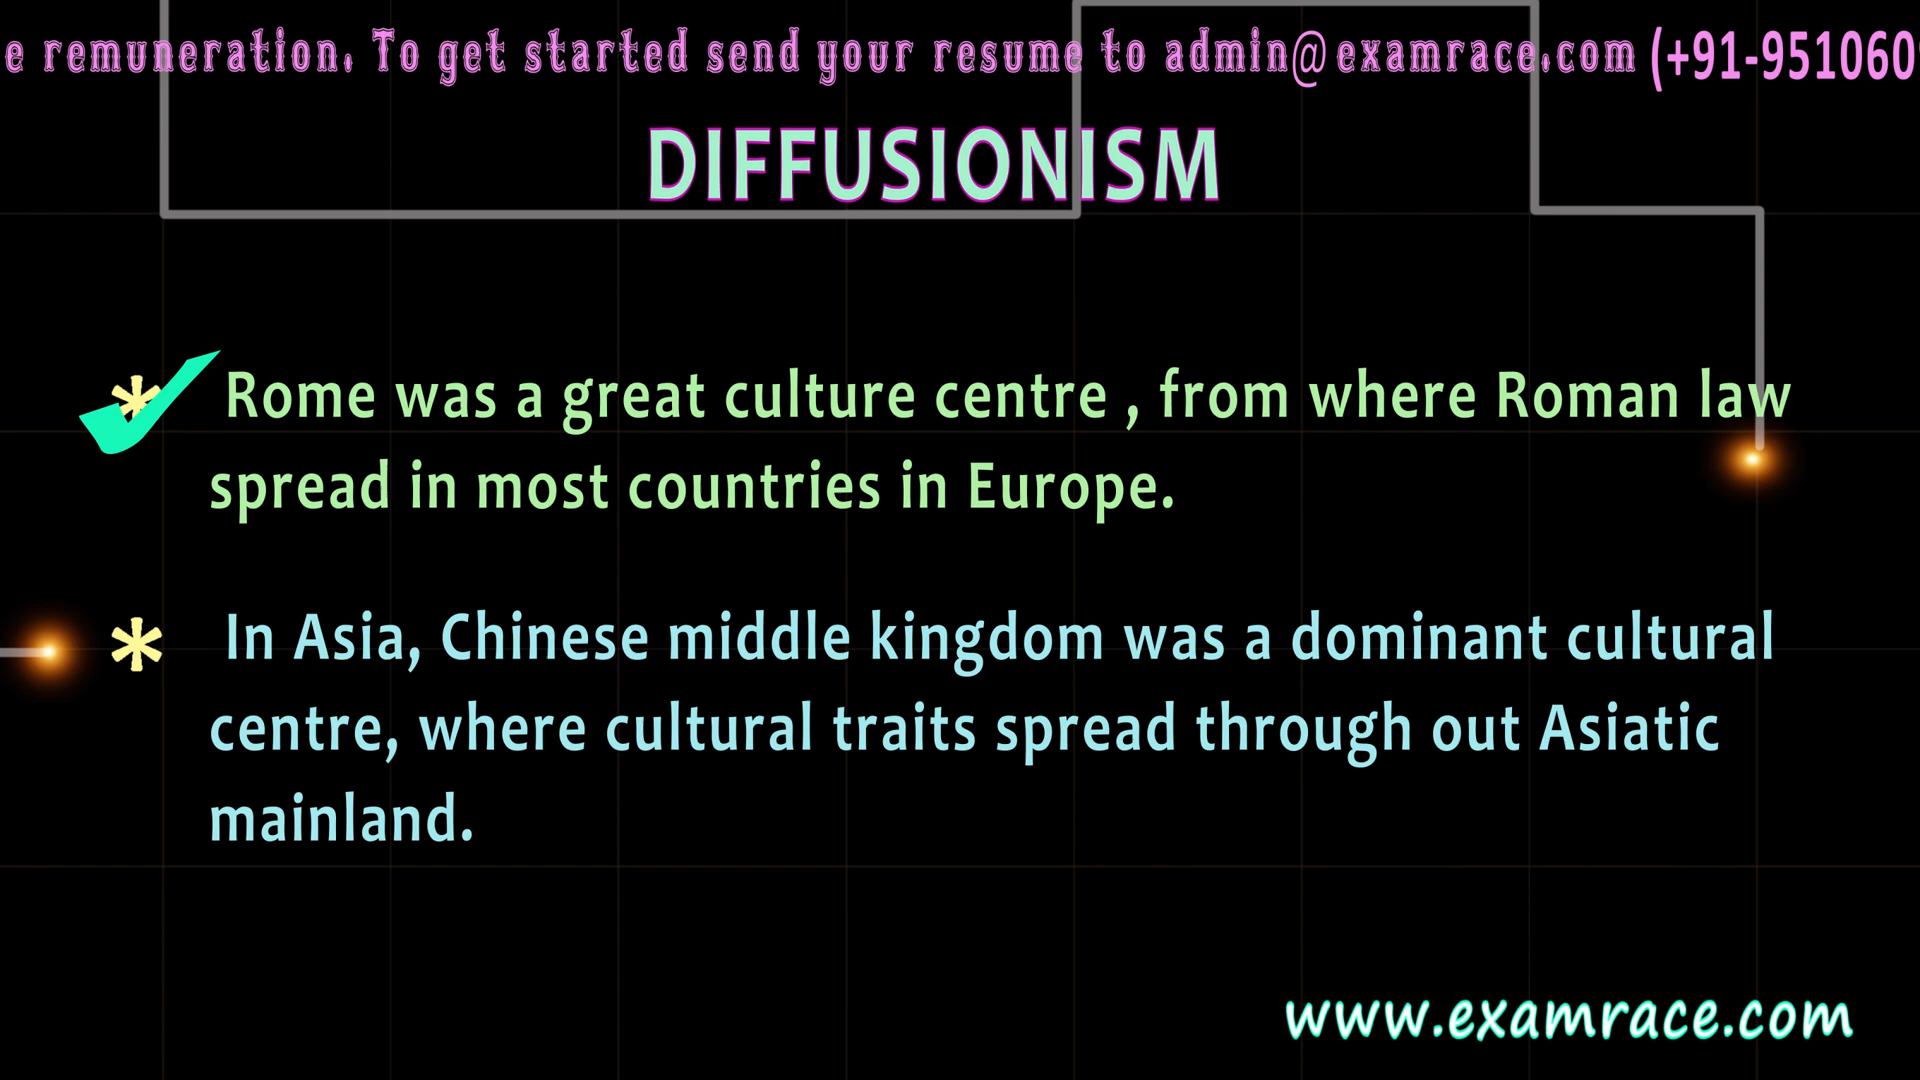 e remuneration. To get started send your resume to admin@examrace.com (+91-951060
DIFFUSIONISM
* Rome was a great culture centre , from where Roman law
spread in most countries in Europe.
* In Asia, Chinese middle kingdom was a dominant cultural
centre, where cultural traits spread through out Asiatic
mainland.
www.examrace.com